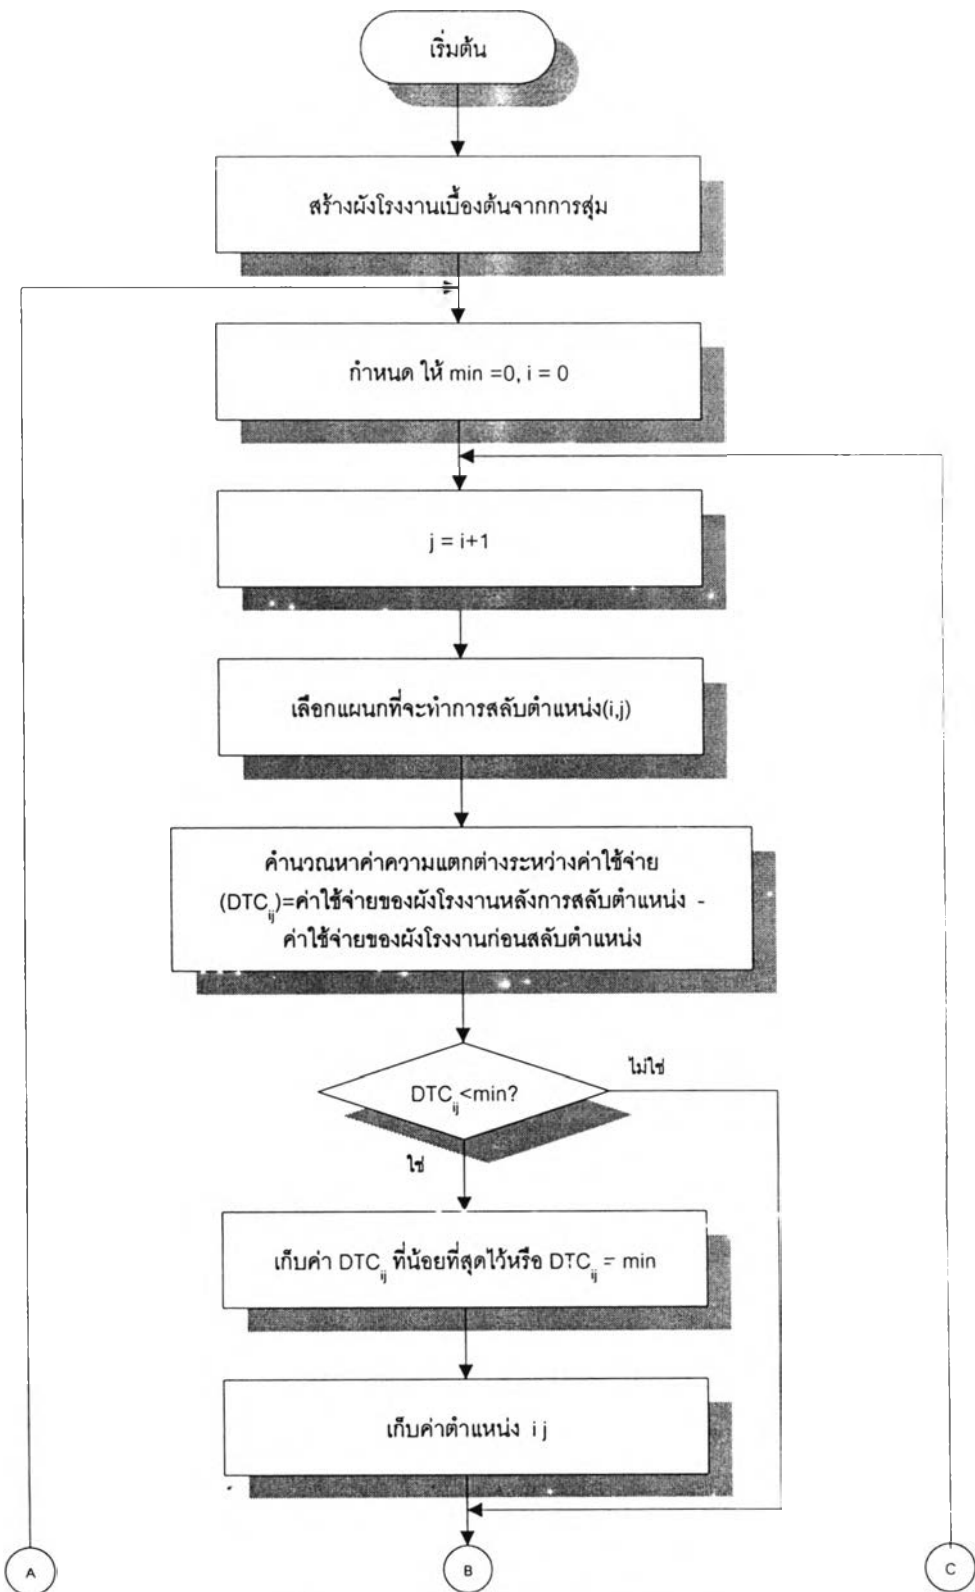 เริ่มต้น
สร้างผังโรงงานเบื้องต้นจากการสุ่ม
กำหนด ให้ min =0, i = 0
j = i+1
เลือกแผนกที่จะทำการสลับตำแหน่ง(i,j)
คำนวณหาค่าความแตกต่างระหว่างค่าใช้จ่าย
(DTCij)=ค่าใช้จ่ายของผังโรงงานหลังการสลับตำแหน่ง -
ค่าใช้จ่ายของผังโรงงานก่อนสลับตำแหน่ง
ไม่ใช่
DTCij<min?
ใช่
เก็บค่า DTCij ที่น้อยที่สุดไว้หรือ DTCij = min
เก็บค่าตำแหน่ง i j
A
B
C